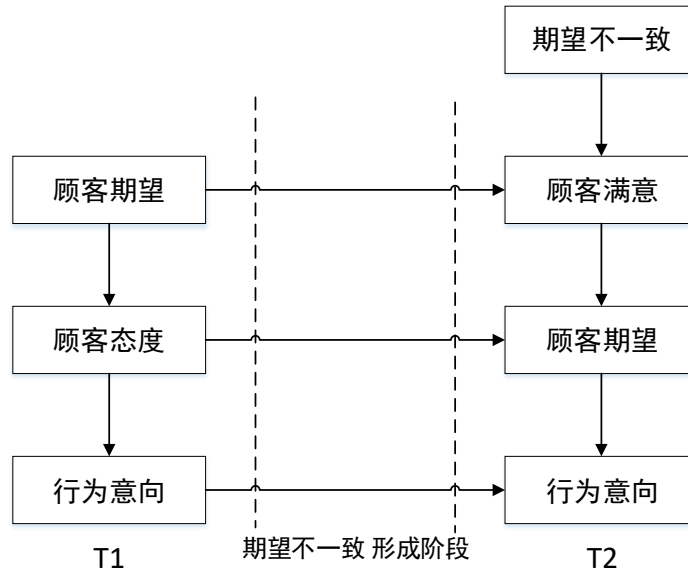 期望不一致
顾客期望
顾客满意
顾客态度
顾客期望
行为意向
行为意向
T1
期望不一致 形成阶段
T2